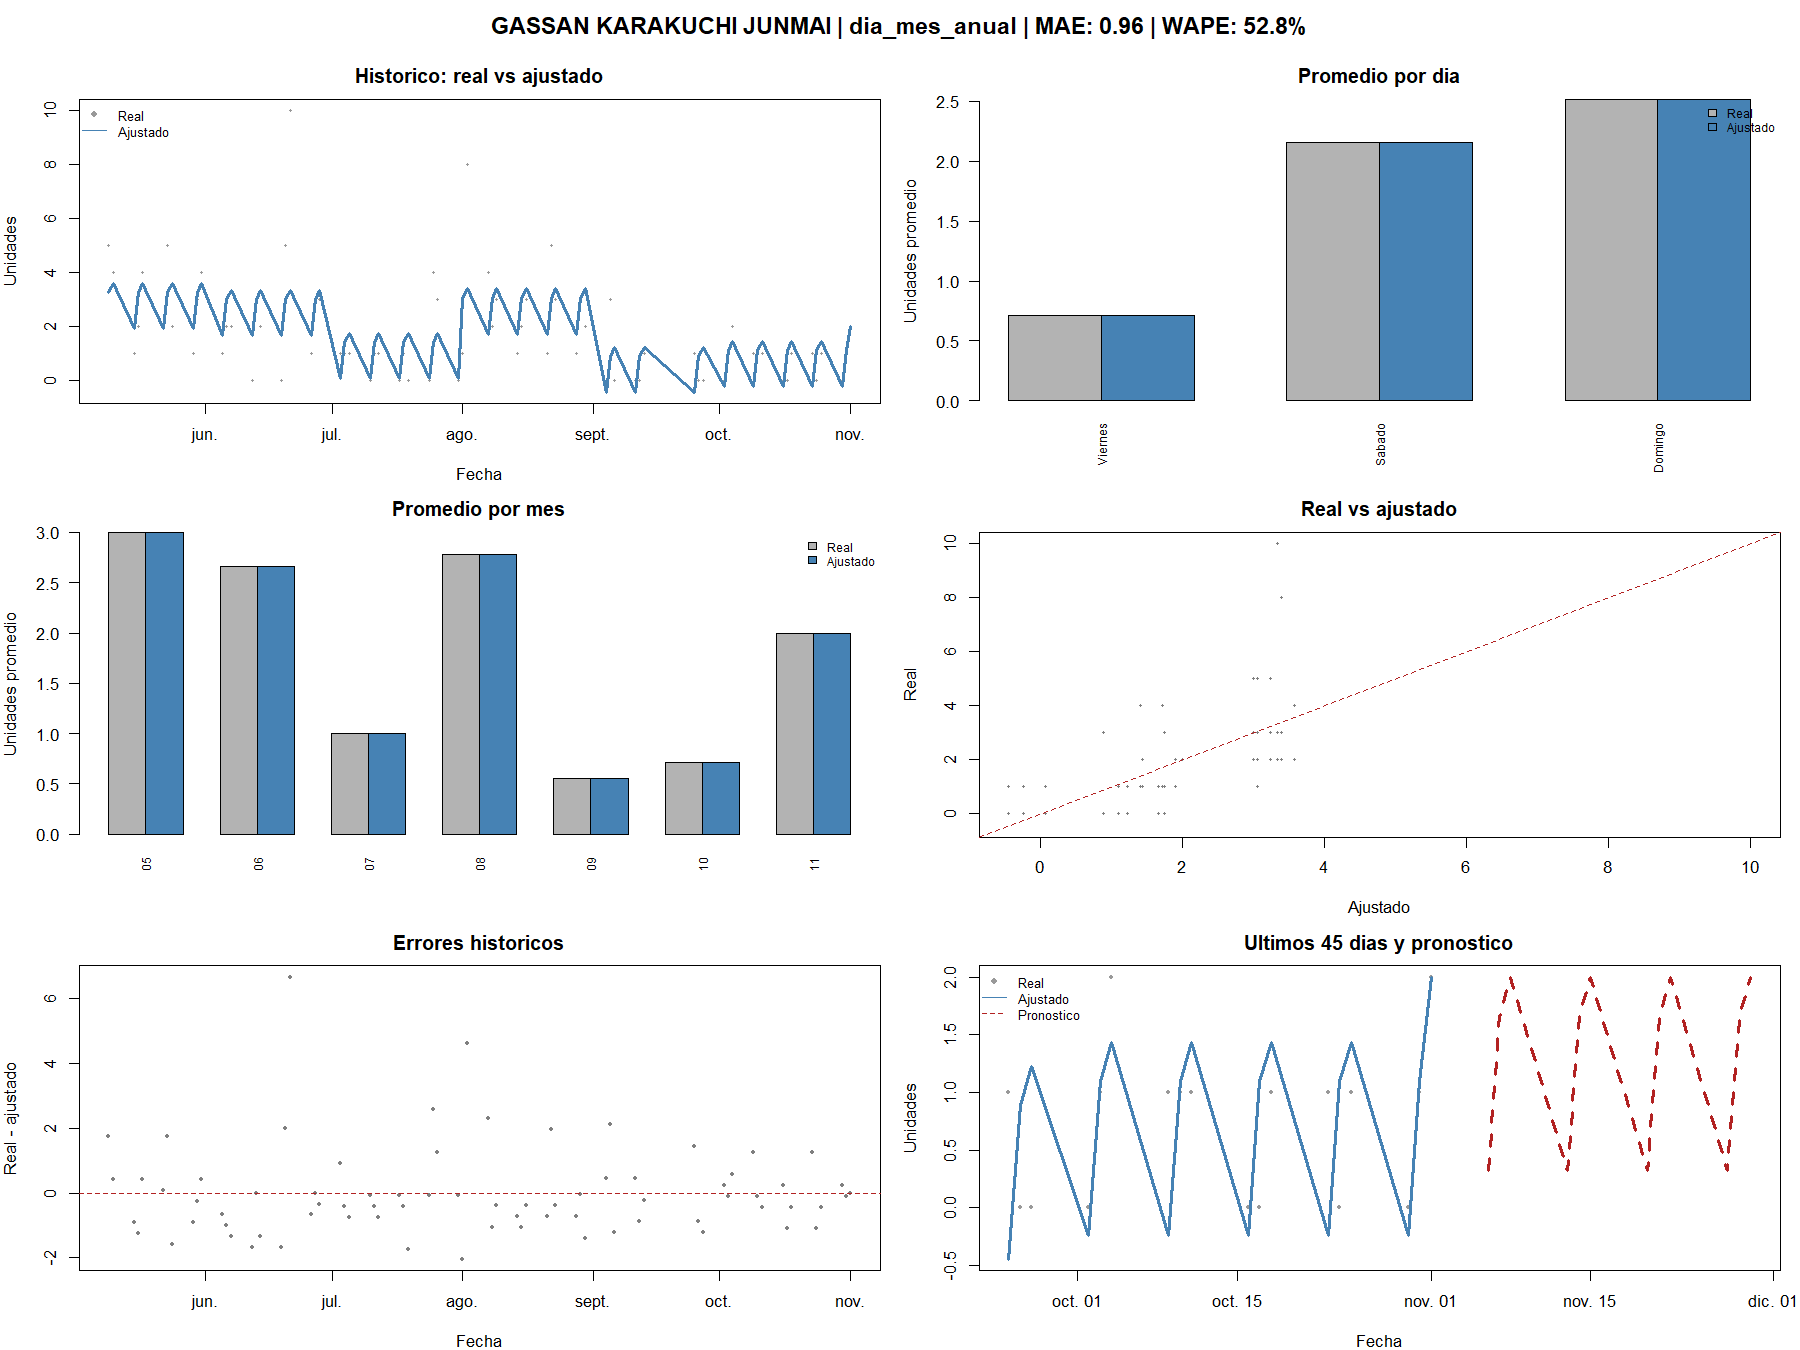 GASSAN KARAKUCHI JUNMAI | dia_mes_anual | MAE: 0.96 | WAPE: 52.8%
Historico: real vs ajustado
Real
Ajustado
Unidades
0 2 4 6 8 10
jun. jul. ago. sept. oct. nov.
Fecha
Promedio por dia
Real
Ajustado
Unidades promedio
0.0 0.5 1.0 1.5 2.0 2.5
Viernes Sabado Domingo
Promedio por mes
Real
Ajustado
Unidades promedio
0.0 0.5 1.0 1.5 2.0 2.5 3.0
05 06 07 08 09 10 11
Real vs ajustado
Real
0 2 4 6 8 10
0 2 4 6 8 10
Ajustado
Errores historicos
Real - ajustado
-2 0 2 4 6
jun. jul. ago. sept. oct. nov.
Fecha
Ultimos 45 dias y pronostico
Real
Ajustado
Pronostico
Unidades
-0.5 0.0 0.5 1.0 1.5 2.0
oct. 01 oct. 15 nov. 01 nov. 15 dic. 01
Fecha